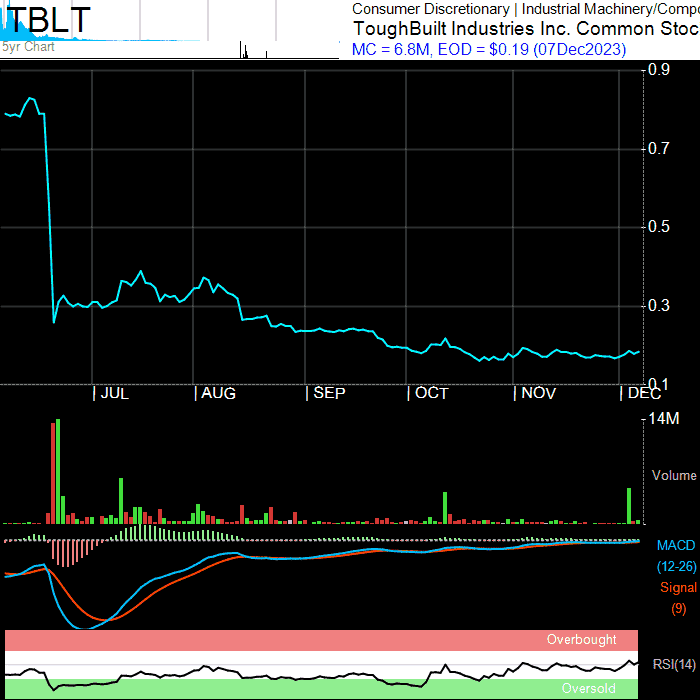 TBLT
5yr Chart
Consumer Discretionary | Industrial Machinery/Compo
ToughBuilt Industries Inc. Common Stoc
MC = 6.8M, EOD = $0.19 (07Dec2023)
0.9
0.7
0.5
0.3
0.1
| JUL | AUG | SEP | OCT | NOV | DEC
14M
Volume
MACD
(12-26)
Signal
(9)
Overbought
RSI(14)
Oversold